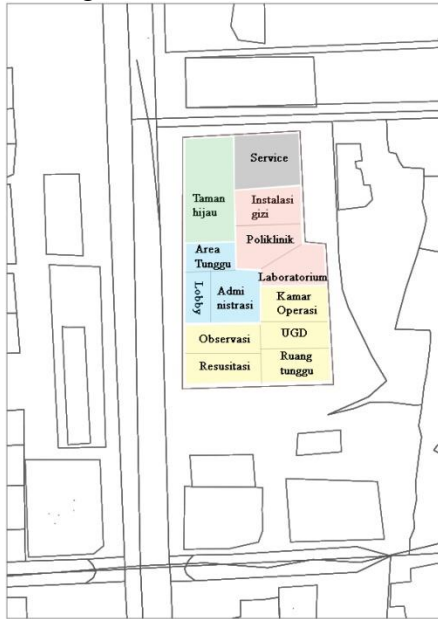 Service
Taman
hijau
Instalasi
gizi
Poliklinik
Area
Tunggu
Laboratorium
Lobby
Admi
nistrasi
Kamar
Operasi
Observasi
UGD
Resusitasi
Ruang
tunggu